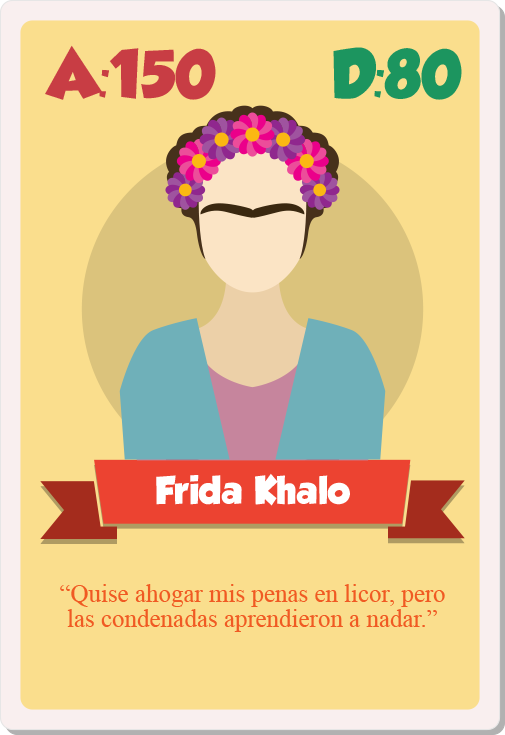 A:150 D:80
Frida Khalo
“Quise ahogar mis penas en licor, pero
las condenadas aprendieron a nadar.”